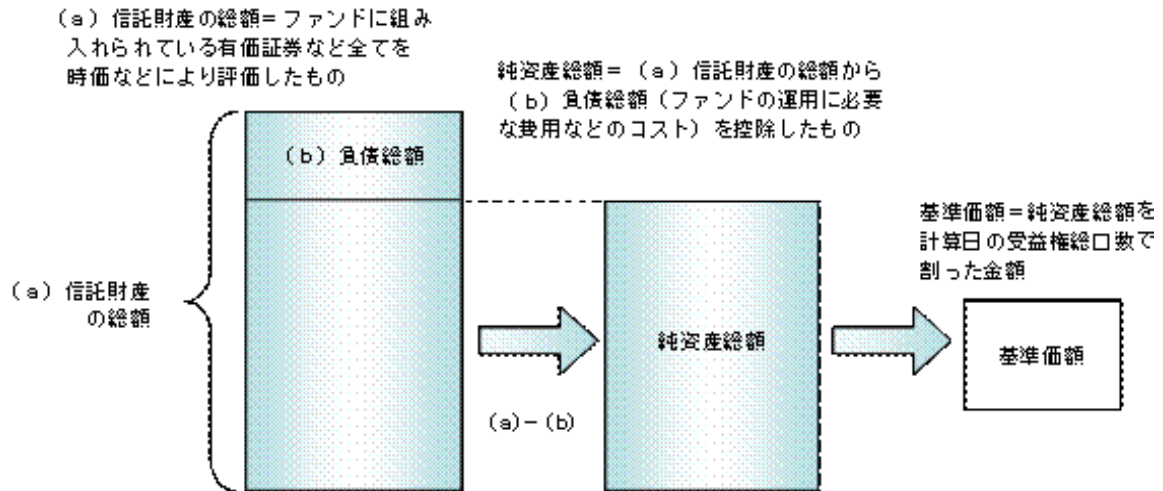 (a) 信託財産の総額＝ファンドに組み
入れられている有価証券など全てを
時価などにより評価したもの
純資産総額＝(a) 信託財産の総額から
(b) 負債総額（ファンドの運用に必要
な費用などのコスト）を控除したもの
(b) 負債総額
基準価額＝純資産総額を
計算日の受益権総口数で
割った金額
(a) 信託財産
の総額
純資産総額
基準価額
(a)－(b)